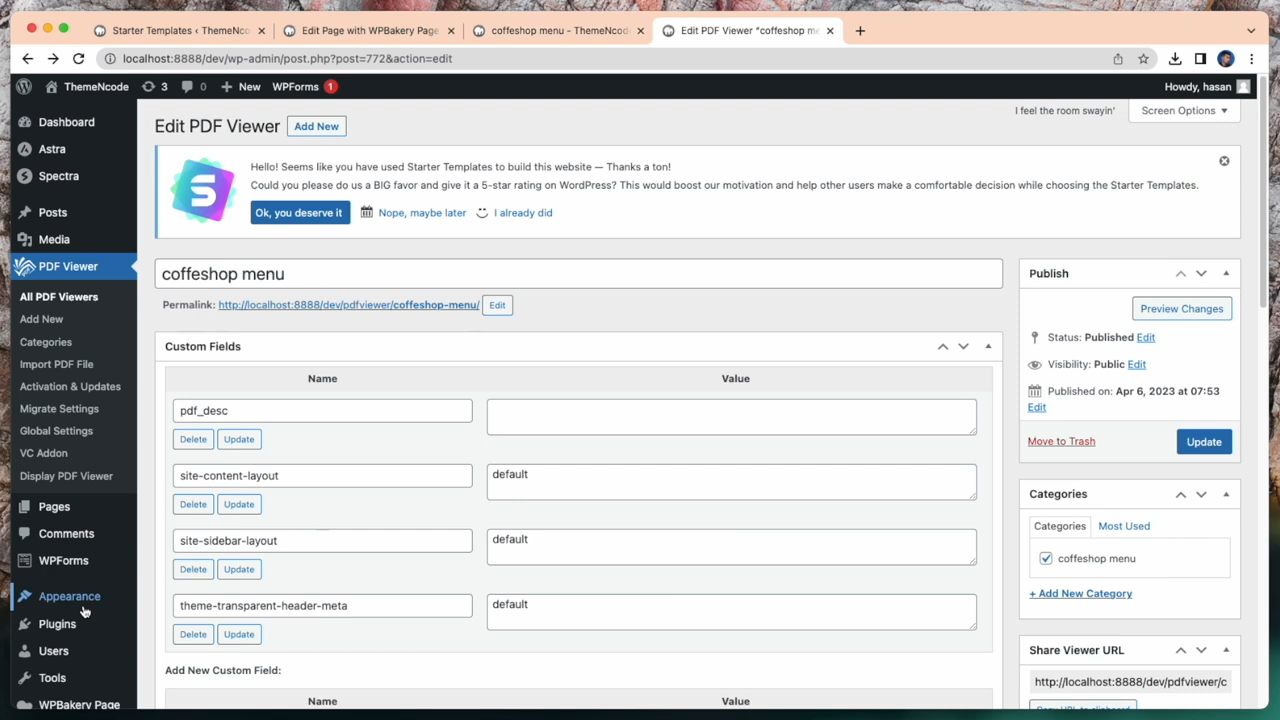 Starter Templates ‹ ThemeNco
Edit Page with WPBakery Page
coffeshop menu - ThemeNcod
Edit PDF Viewer "coffeshop me
localhost:8888/dev/wp-admin/post.php?post=772&action=edit
ThemeNcode
3
0
New
WPForms
1
Howdy, hasan
Dashboard
Astra
Spectra
Posts
Media
PDF Viewer
All PDF Viewers
Add New
Categories
Import PDF File
Activation & Updates
Migrate Settings
Global Settings
VC Addon
Display PDF Viewer
Pages
Comments
WPForms
Appearance
Plugins
Users
Tools
WPBakery Page
I feel the room swayin'
Screen Options
Edit PDF Viewer
Add New
Hello! Seems like you have used Starter Templates to build this website — Thanks a ton!
Could you please do us a BIG favor and give it a 5-star rating on WordPress? This would boost our motivation and help other users make a comfortable decision while choosing the Starter Templates.
Ok, you deserve it
Nope, maybe later
I already did
coffeshop menu
Permalink: http://localhost:8888/dev/pdfviewer/coffeshop-menu/
Edit
Custom Fields
Name
Value
pdf_desc
Delete
Update
site-content-layout
default
Delete
Update
site-sidebar-layout
default
Delete
Update
theme-transparent-header-meta
default
Delete
Update
Add New Custom Field:
Name
Value
Publish
Preview Changes
Status: Published Edit
Visibility: Public Edit
Published on: Apr 6, 2023 at 07:53
Edit
Move to Trash
Update
Categories
Categories
Most Used
coffeshop menu
+ Add New Category
Share Viewer URL
http://localhost:8888/dev/pdfviewer/c
Copy URL to clipboard